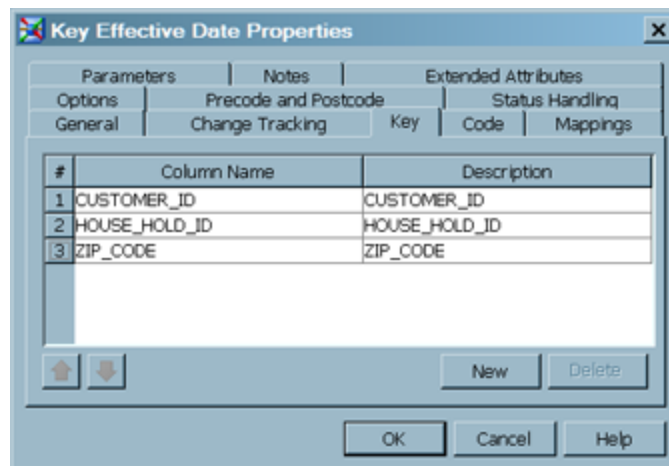 Key Effective Date Properties
Parameters Notes Extended Attributes
Options Precode and Postcode Status Handling
General Change Tracking Key Code Mappings
# Column Name Description
1 CUSTOMER_ID CUSTOMER_ID
2 HOUSE_HOLD_ID HOUSE_HOLD_ID
3 ZIP_CODE ZIP_CODE
New Delete
OK Cancel Help